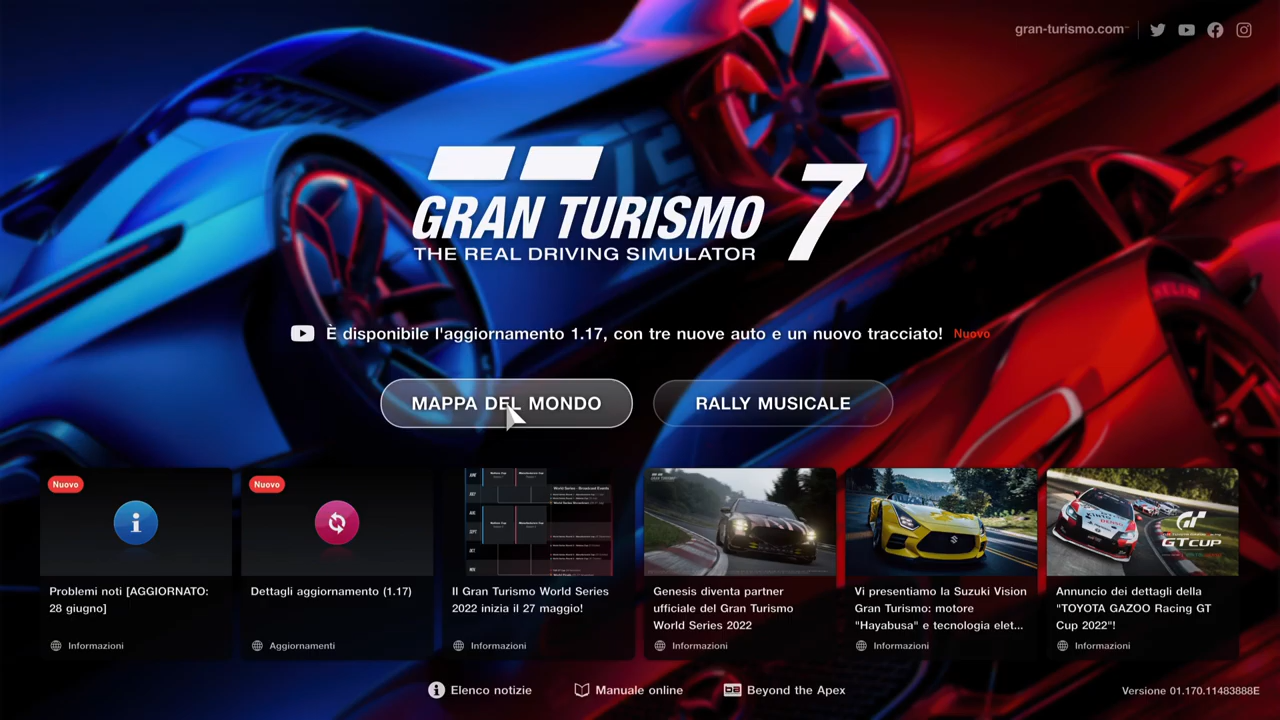 gran-turismo.com™
GRAN TURISMO 7
THE REAL DRIVING SIMULATOR
È disponibile l'aggiornamento 1.17, con tre nuove auto e un nuovo tracciato! Nuovo
MAPPA DEL MONDO
RALLY MUSICALE
Nuovo
Problemi noti [AGGIORNATO:
28 giugno]
Informazioni
Nuovo
Dettagli aggiornamento (1.17)
Aggiornamenti
Il Gran Turismo World Series
2022 inizia il 27 maggio!
Informazioni
Genesis diventa partner
ufficiale del Gran Turismo
World Series 2022
Informazioni
Vi presentiamo la Suzuki Vision
Gran Turismo: motore
"Hayabusa" e tecnologia elet...
Informazioni
GT CUP
Annuncio dei dettagli della
"TOYOTA GAZOO Racing GT
Cup 2022"!
Informazioni
Elenco notizie
Manuale online
Beyond the Apex
Versione 01.170.11483888E